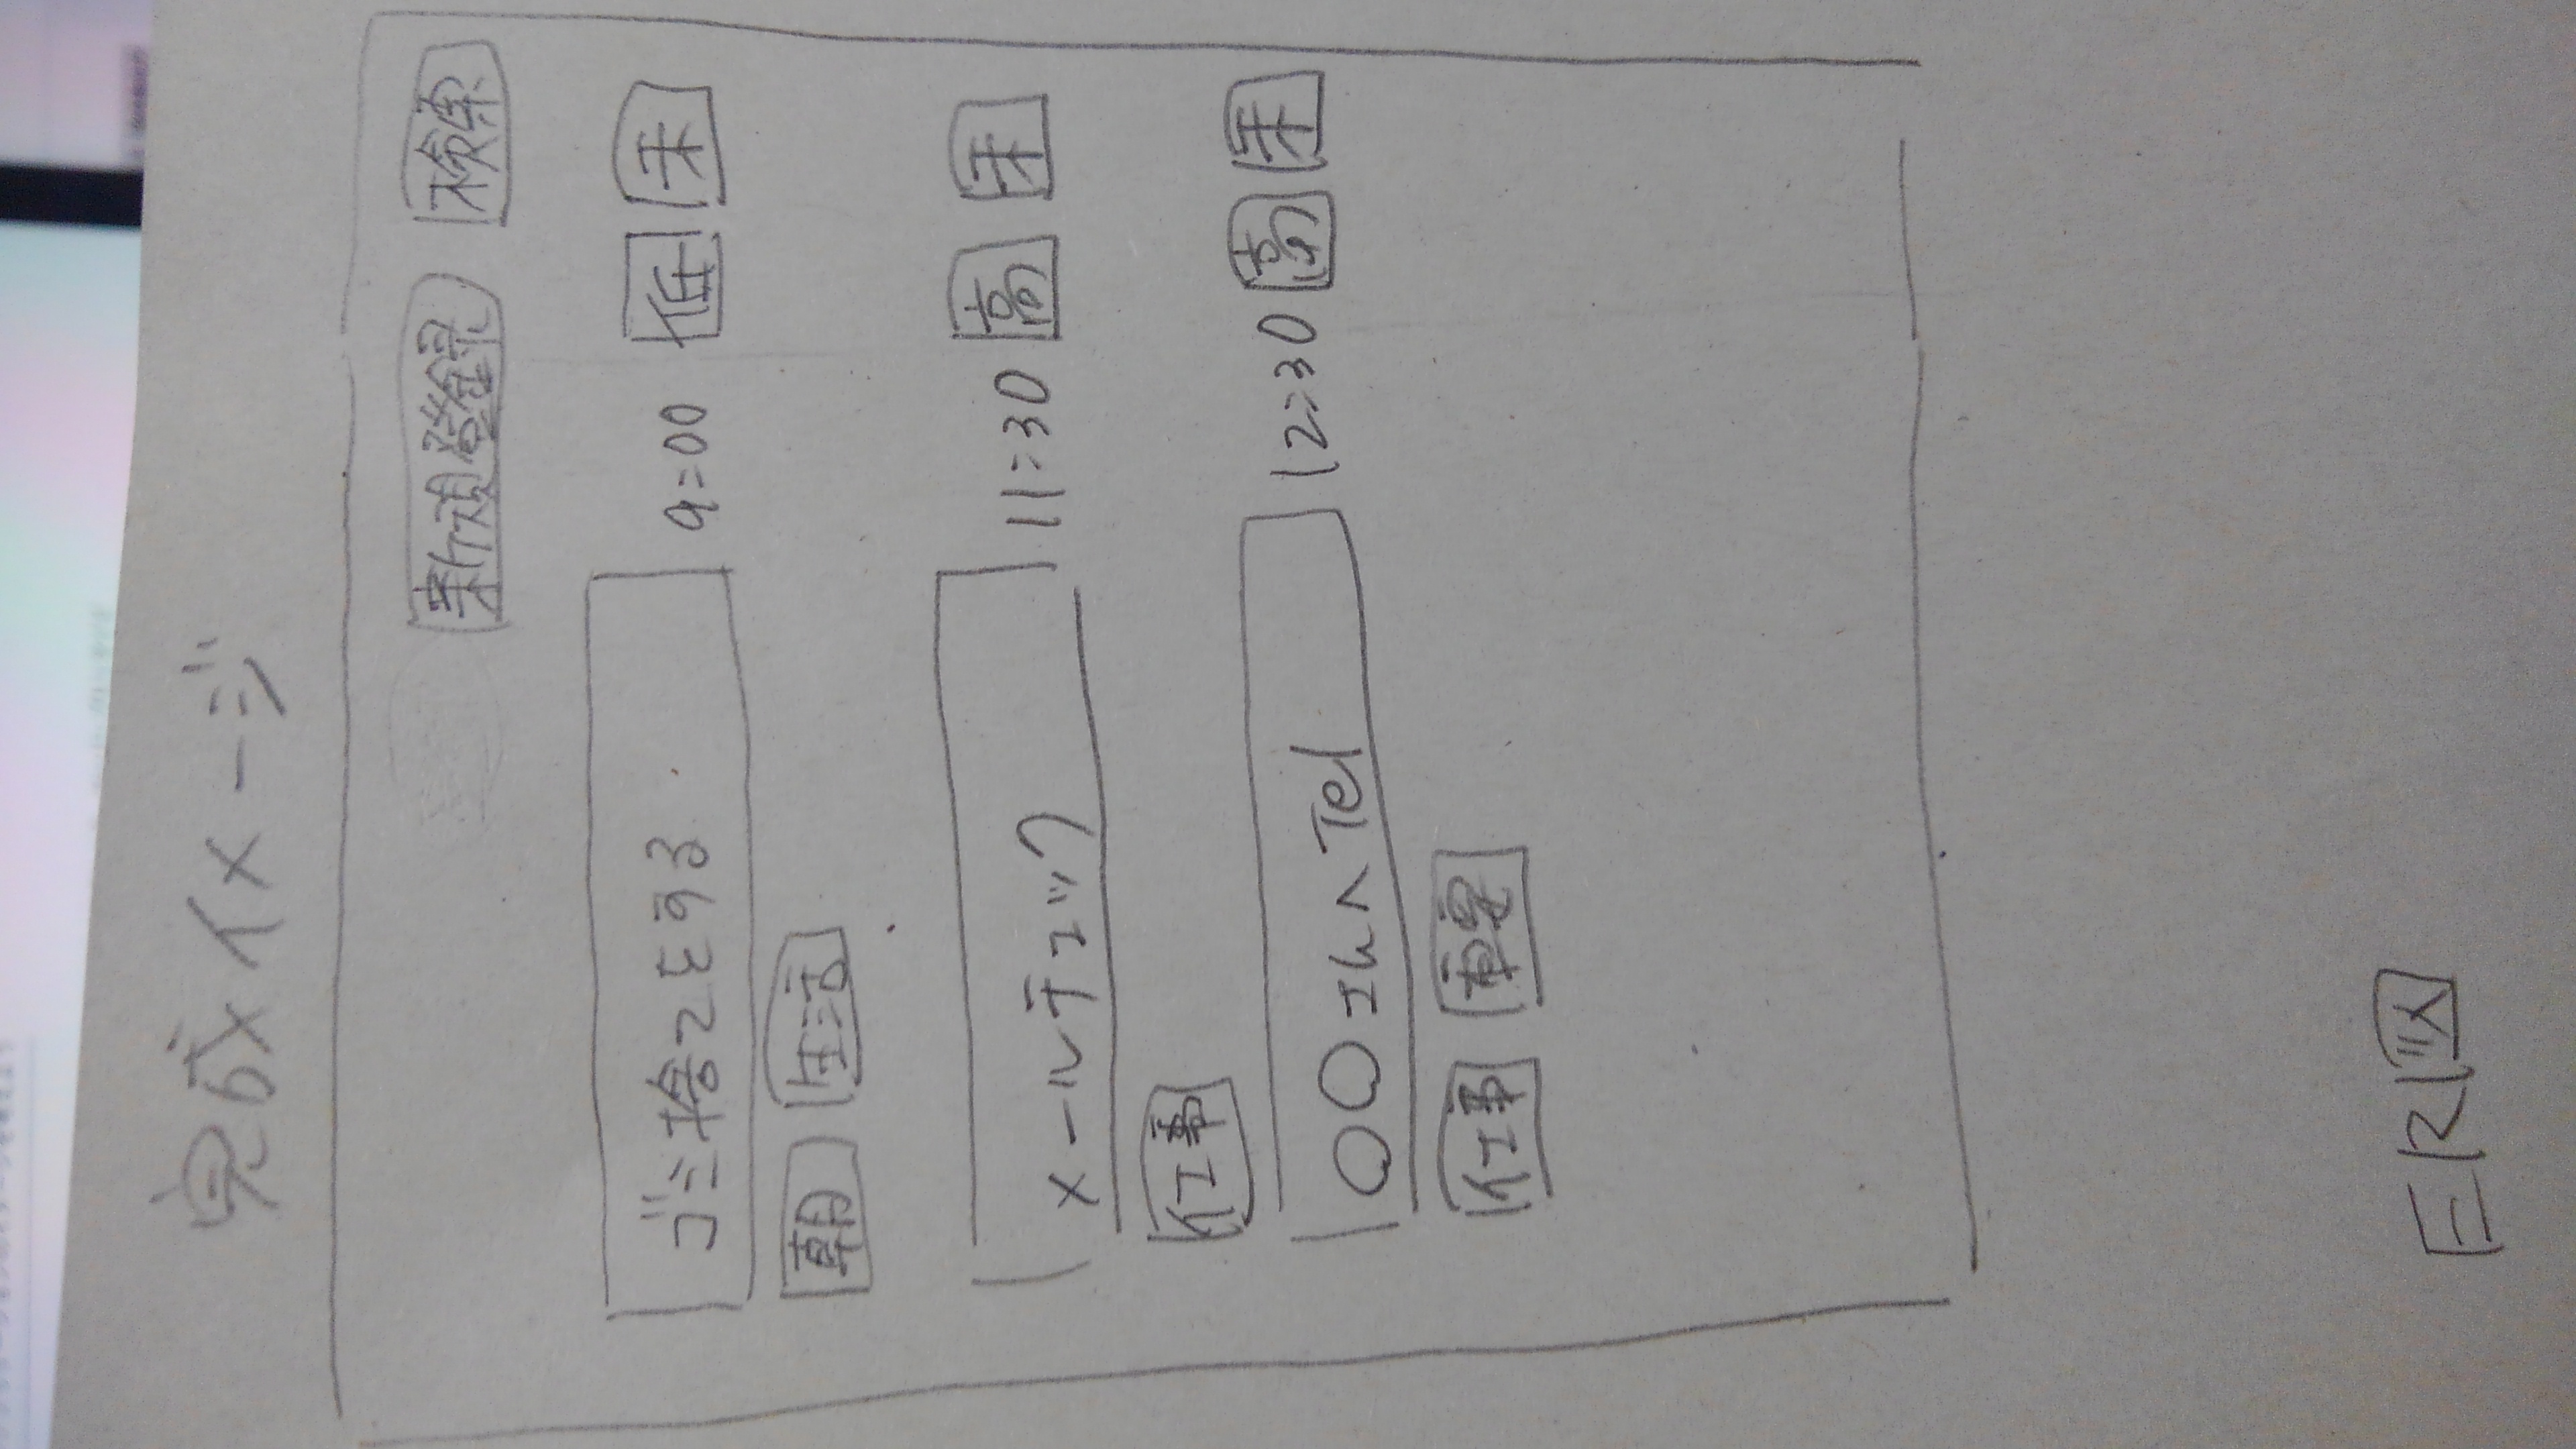 完成イメージ
新規登録 検索
ゴミ捨てをする 9:00 低 未
朝 生活
メールチェック 11:30 高 未
仕事
〇〇さんへTel 12:30 高 未
仕事 重要
ER図